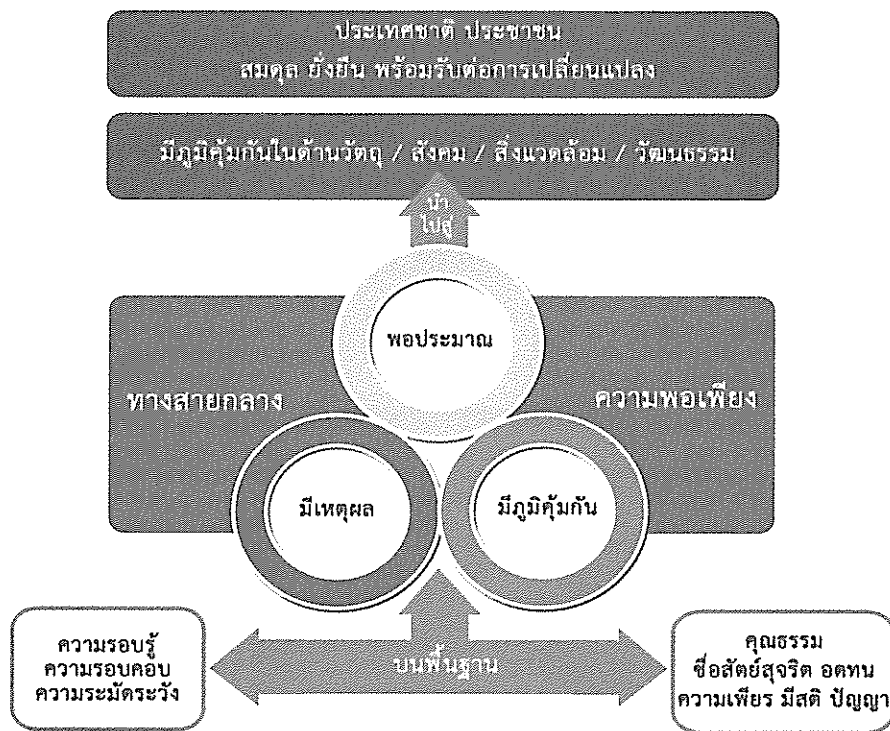 ประเทศชาติ ประชาชน
สมดุล ยั่งยืน พร้อมรับต่อการเปลี่ยนแปลง
มีภูมิคุ้มกันในด้านวัตถุ / สังคม / สิ่งแวดล้อม / วัฒนธรรม
นำ
ไปสู่
พอประมาณ
ทางสายกลาง
ความพอเพียง
มีเหตุผล
มีภูมิคุ้มกัน
บนพื้นฐาน
ความรอบรู้
ความรอบคอบ
ความระมัดระวัง
คุณธรรม
ซื่อสัตย์สุจริต อดทน
ความเพียร มีสติ ปัญญา